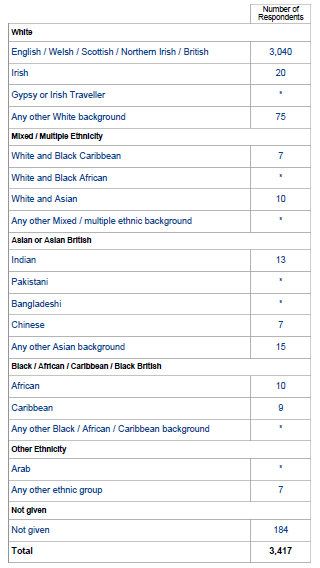 Number of
Respondents
White
English / Welsh / Scottish / Northern Irish / British 3,040
Irish 20
Gypsy or Irish Traveller *
Any other White background 75
Mixed / Multiple Ethnicity
White and Black Caribbean 7
White and Black African *
White and Asian 10
Any other Mixed / multiple ethnic background *
Asian or Asian British
Indian 13
Pakistani *
Bangladeshi *
Chinese 7
Any other Asian background 15
Black / African / Caribbean / Black British
African 10
Caribbean 9
Any other Black / African / Caribbean background *
Other Ethnicity
Arab *
Any other ethnic group 7
Not given
Not given 184
Total 3,417